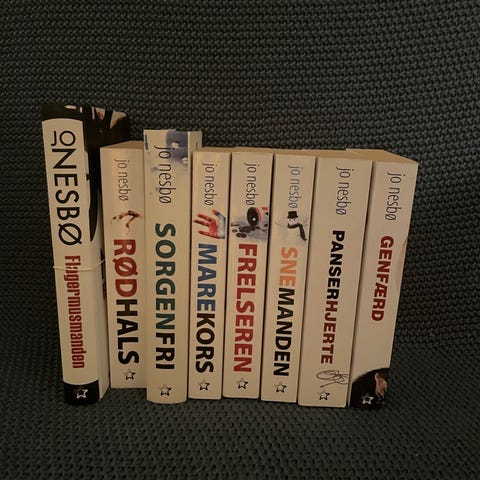 JO NESBØ
Flagermusmanden
jo nesbø
RØDHALS
jo nesbø
SORGENFRI
jo nesbø
MAREKORS
jo nesbø
FRELSEREN
jo nesbø
SNEMANDEN
jo nesbø
PANSERHJERTE
jo nesbø
GENFÆRD